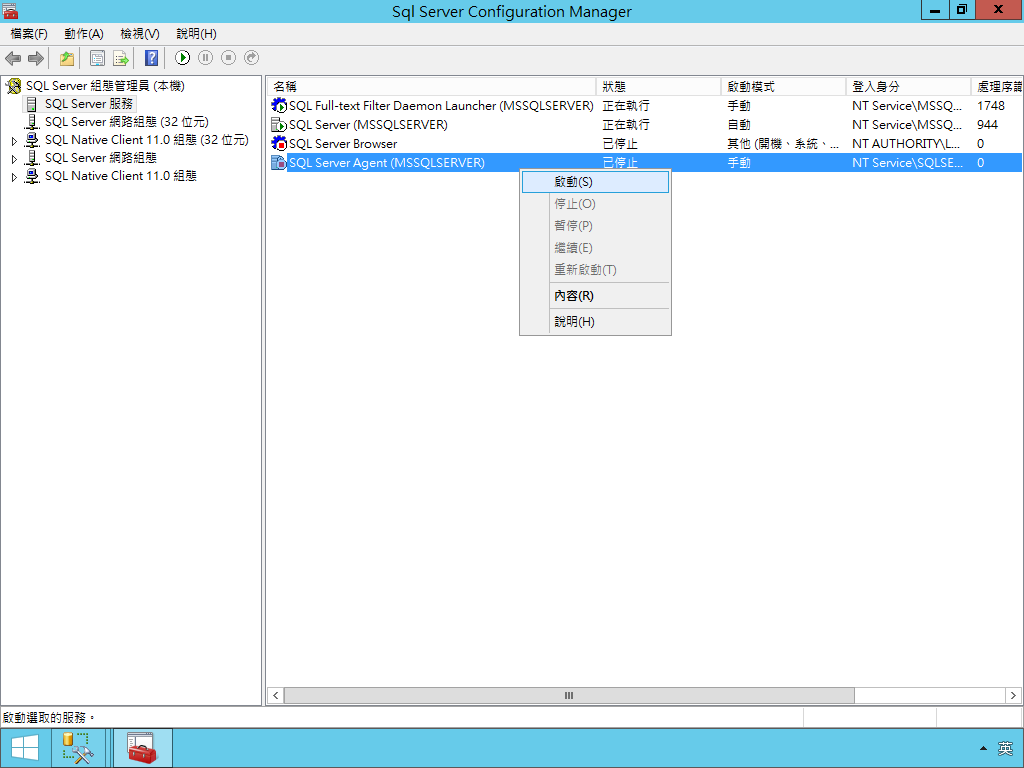 Sql Server Configuration Manager
檔案(F) 動作(A) 檢視(V) 說明(H)
SQL Server 組態管理員 (本機)
SQL Server 服務
SQL Server 網路組態 (32 位元)
SQL Native Client 11.0 組態 (32 位元)
SQL Server 網路組態
SQL Native Client 11.0 組態
名稱 狀態 啟動模式 登入身分 處理序識
SQL Full-text Filter Daemon Launcher (MSSQLSERVER) 正在執行 手動 NT Service\MSSQ... 1748
SQL Server (MSSQLSERVER) 正在執行 自動 NT Service\MSSQ... 944
SQL Server Browser 已停止 其他 (開機、系統、... NT AUTHORITY\L... 0
SQL Server Agent (MSSQLSERVER) 已停止 手動 NT Service\SQLSE... 0
啟動(S)
停止(O)
暫停(P)
繼續(E)
重新啟動(T)
內容(R)
說明(H)
啟動選取的服務。
英